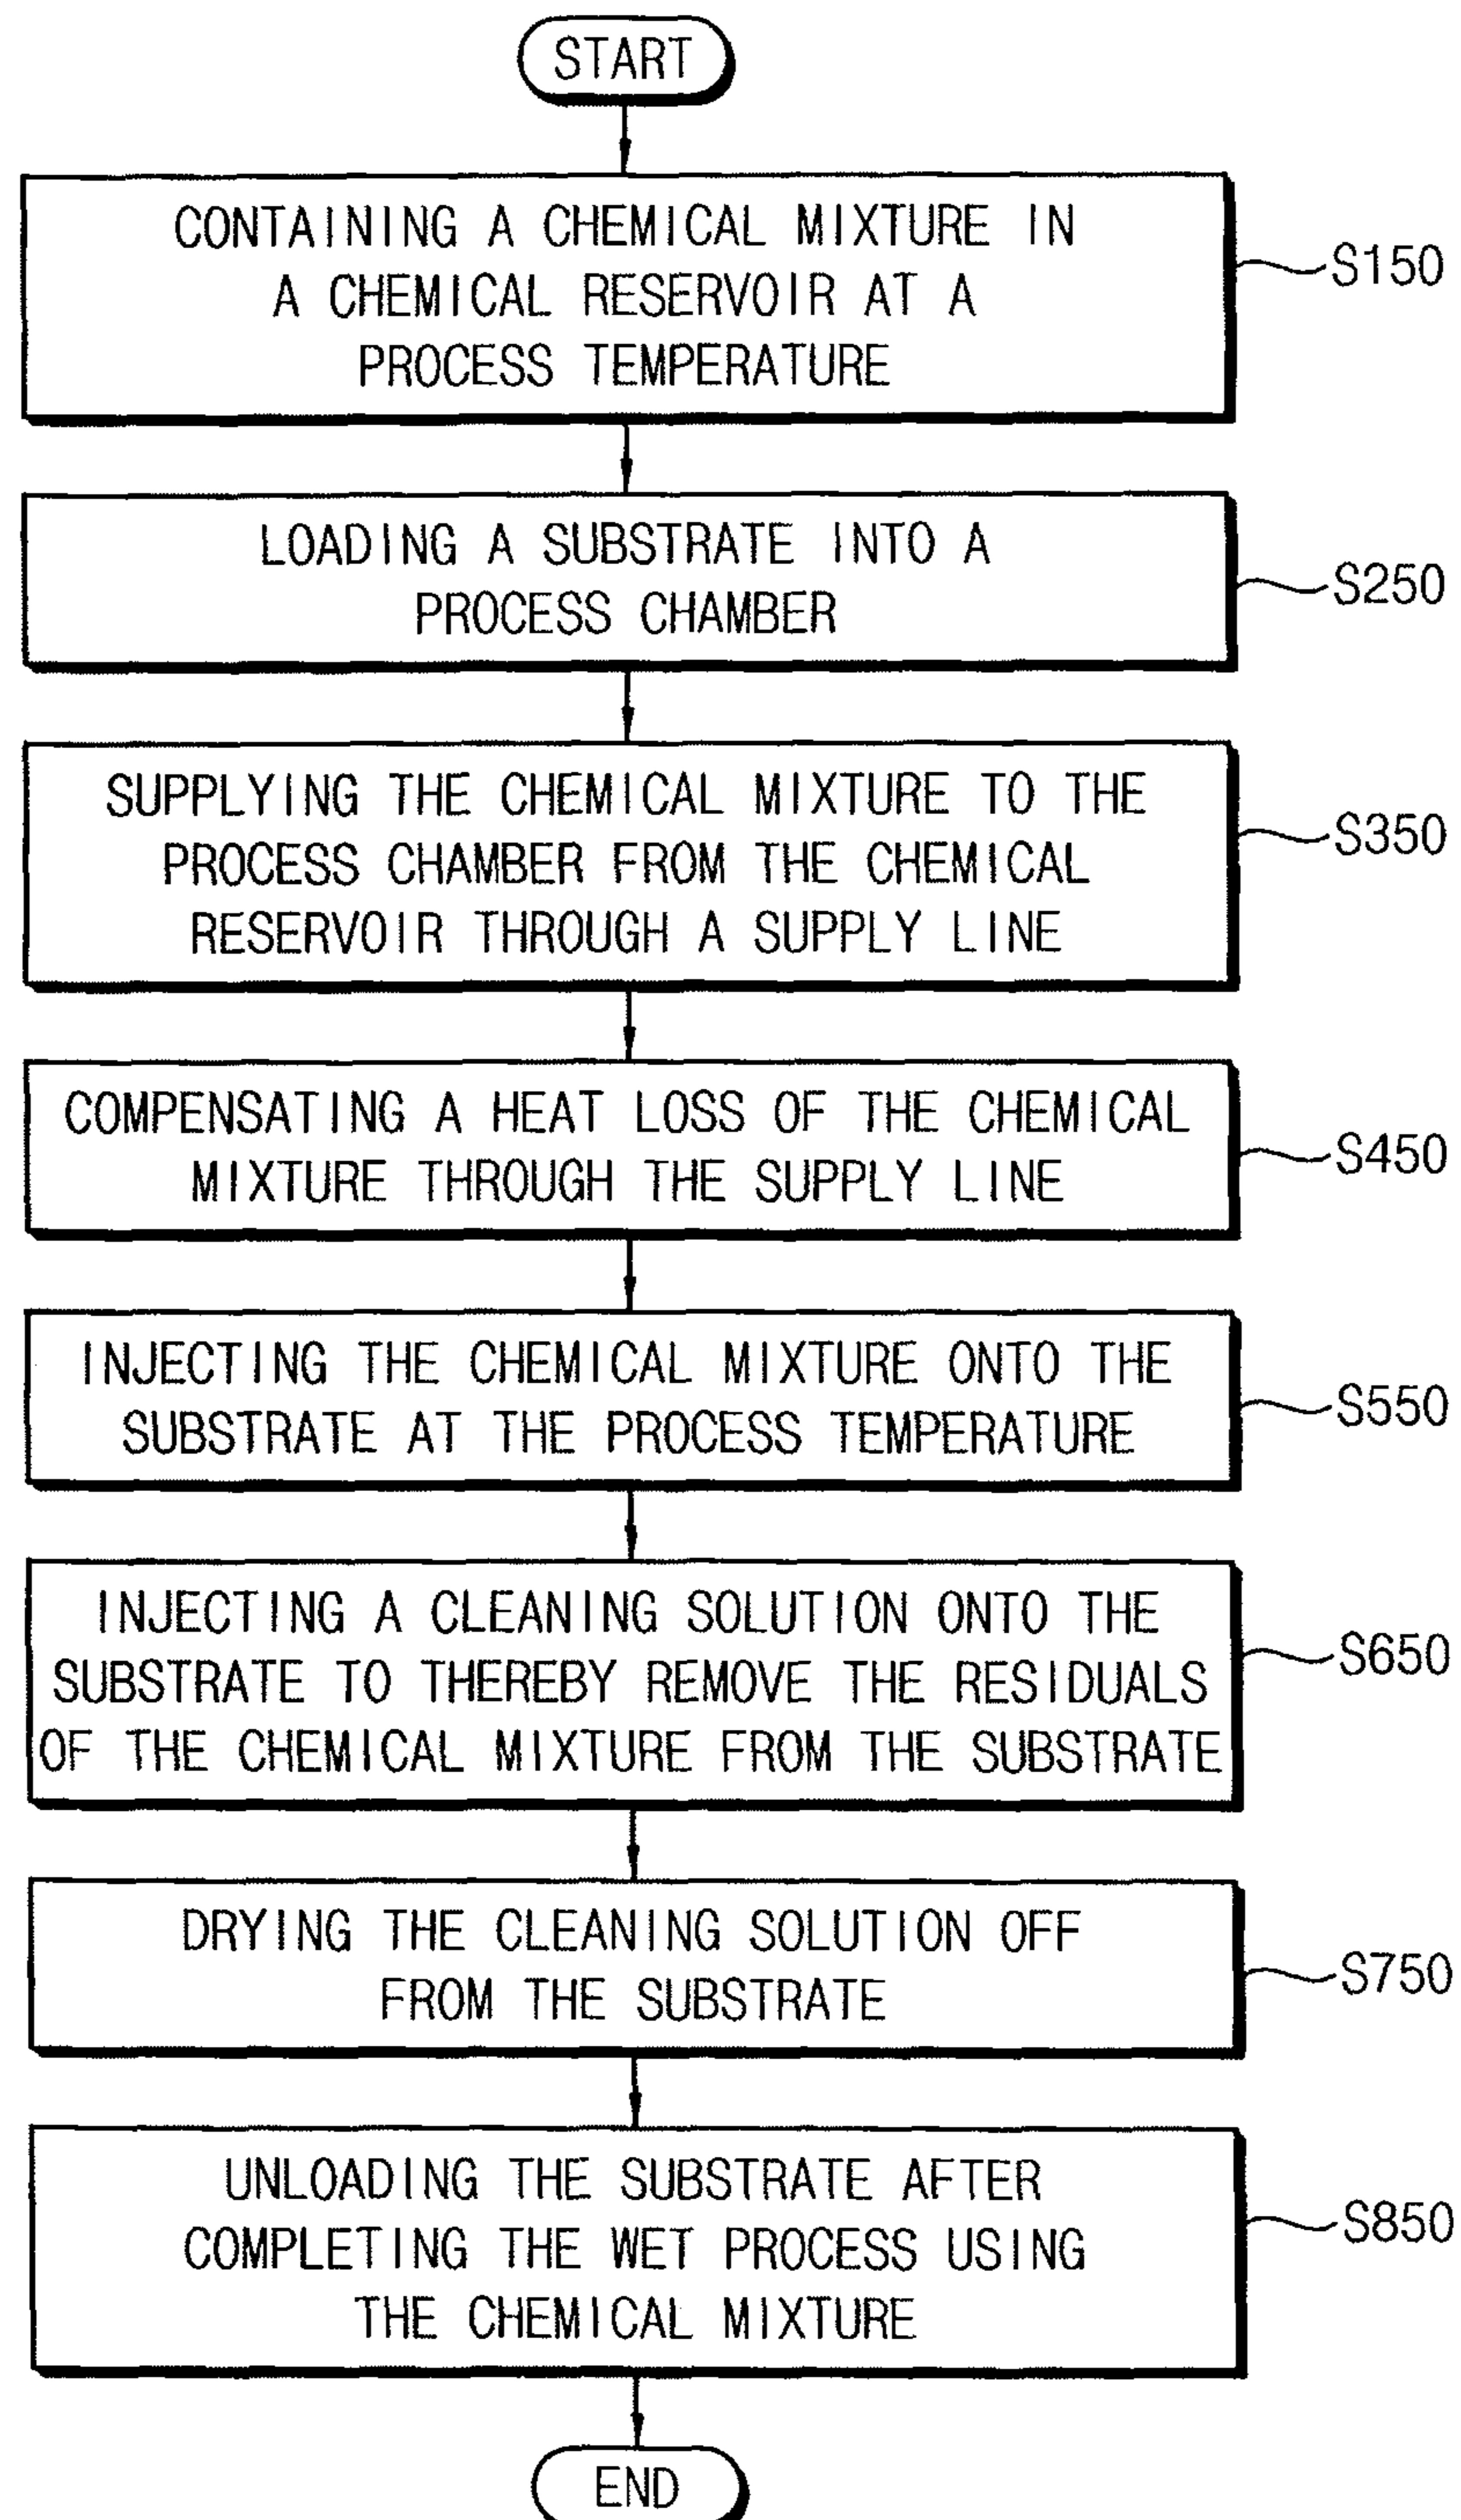 START
CONTAINING A CHEMICAL MIXTURE IN
A CHEMICAL RESERVOIR AT A
PROCESS TEMPERATURE
S150
LOADING A SUBSTRATE INTO A
PROCESS CHAMBER
S250
SUPPLYING THE CHEMICAL MIXTURE TO THE
PROCESS CHAMBER FROM THE CHEMICAL
RESERVOIR THROUGH A SUPPLY LINE
S350
COMPENSATING A HEAT LOSS OF THE CHEMICAL
MIXTURE THROUGH THE SUPPLY LINE
S450
INJECTING THE CHEMICAL MIXTURE ONTO THE
SUBSTRATE AT THE PROCESS TEMPERATURE
S550
INJECTING A CLEANING SOLUTION ONTO THE
SUBSTRATE TO THEREBY REMOVE THE RESIDUALS
OF THE CHEMICAL MIXTURE FROM THE SUBSTRATE
S650
DRYING THE CLEANING SOLUTION OFF
FROM THE SUBSTRATE
S750
UNLOADING THE SUBSTRATE AFTER
COMPLETING THE WET PROCESS USING
THE CHEMICAL MIXTURE
S850
END